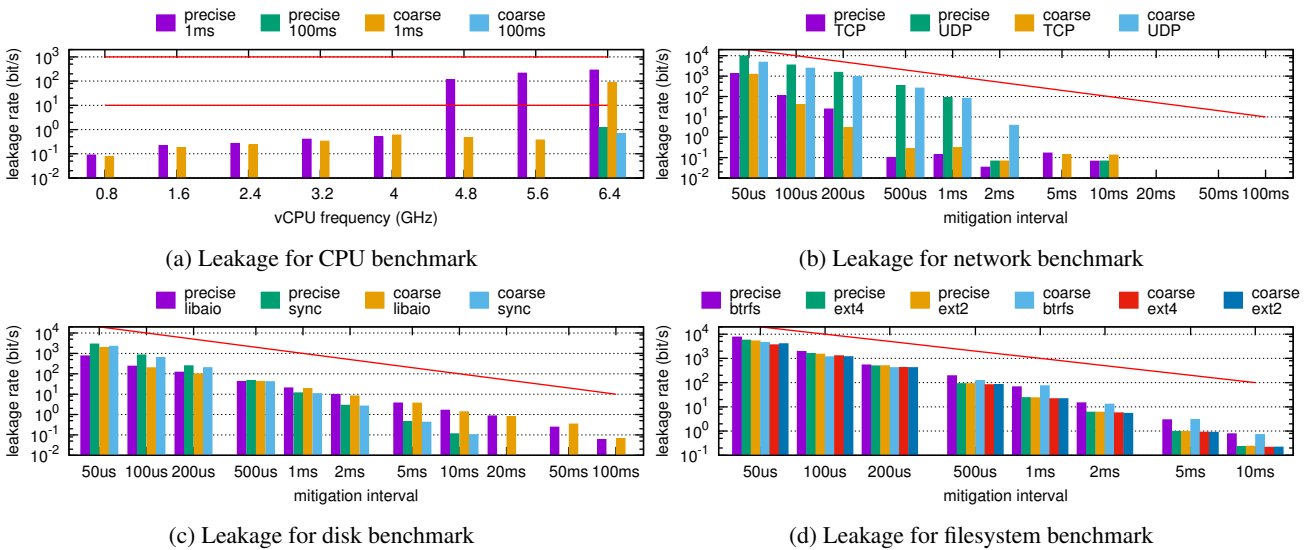 precise 1ms precise 100ms coarse 1ms coarse 100ms
leakage rate (bit/s)
10^3
10^2
10^1
10^0
10^-1
10^-2
0.8 1.6 2.4 3.2 4 4.8 5.6 6.4
vCPU frequency (GHz)
(a) Leakage for CPU benchmark
precise TCP precise UDP coarse TCP coarse UDP
leakage rate (bit/s)
10^4
10^3
10^2
10^1
10^0
10^-1
10^-2
50us 100us 200us 500us 1ms 2ms 5ms 10ms 20ms 50ms 100ms
mitigation interval
(b) Leakage for network benchmark
precise libaio precise sync coarse libaio coarse sync
leakage rate (bit/s)
10^4
10^3
10^2
10^1
10^0
10^-1
10^-2
50us 100us 200us 500us 1ms 2ms 5ms 10ms 20ms 50ms 100ms
mitigation interval
(c) Leakage for disk benchmark
precise btrfs precise ext4 precise ext2 coarse btrfs coarse ext4 coarse ext2
leakage rate (bit/s)
10^4
10^3
10^2
10^1
10^0
10^-1
50us 100us 200us 500us 1ms 2ms 5ms 10ms
mitigation interval
(d) Leakage for filesystem benchmark